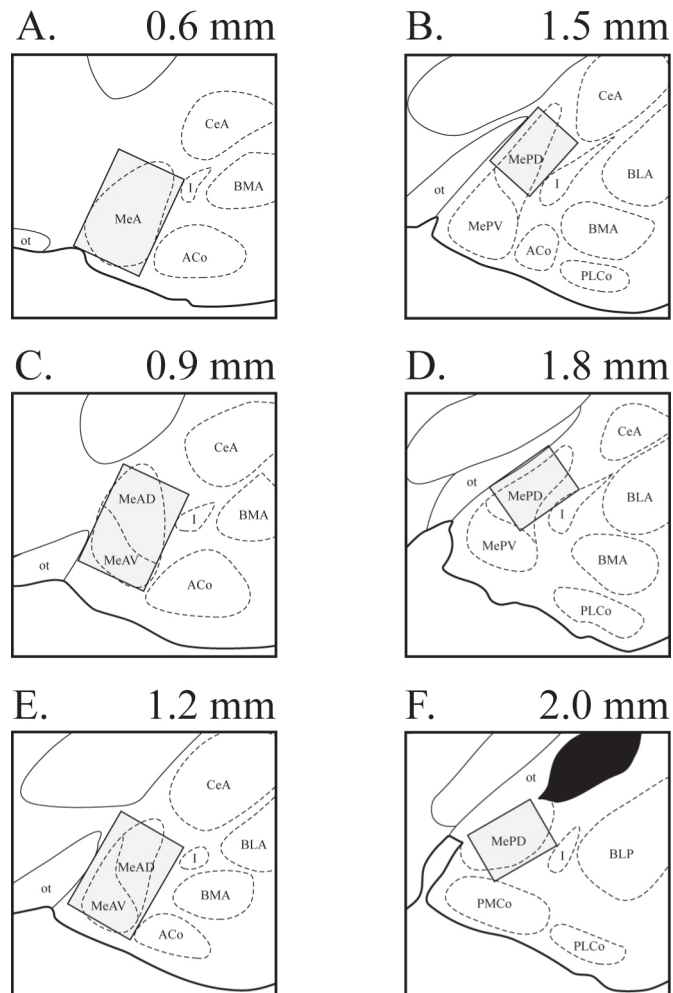 A. 0.6 mm
CeA
I
BMA
MeA
ot
ACo
B. 1.5 mm
CeA
MePD
BLA
I
ot
MePV
BMA
ACo
PLCo
C. 0.9 mm
CeA
MeAD
I
BMA
MeAV
ot
ACo
D. 1.8 mm
CeA
ot
MePD
BLA
I
MePV
BMA
PLCo
E. 1.2 mm
CeA
BLA
I
MeAD
ot
BMA
MeAV
ACo
F. 2.0 mm
ot
MePD
I
BLP
PMCo
PLCo